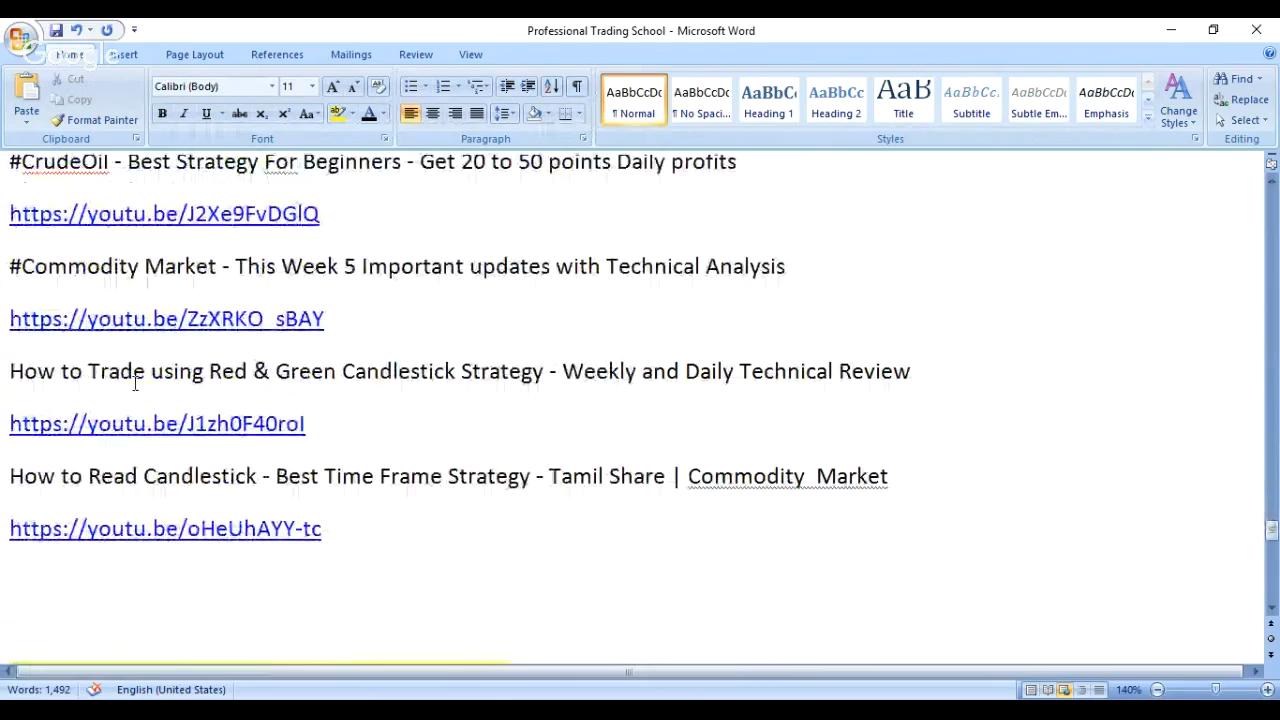 Professional Trading School - Microsoft Word
Home Insert Page Layout References Mailings Review View
Google
Paste
Cut
Copy
Format Painter
Clipboard
Calibri (Body) 11
Font
Paragraph
AaBbCcDc AaBbCcDc AaBbCc AaBbCc AaB AaBbCc. AaBbCcDc AaBbCcDc
¶ Normal ¶ No Spaci... Heading 1 Heading 2 Title Subtitle Subtle Em... Emphasis
Change Styles
Styles
Find
Replace
Select
Editing
#CrudeOil - Best Strategy For Beginners - Get 20 to 50 points Daily profits
https://youtu.be/J2Xe9FvDGlQ
#Commodity Market - This Week 5 Important updates with Technical Analysis
https://youtu.be/ZzXRKO_sBAY
How to Trade using Red & Green Candlestick Strategy - Weekly and Daily Technical Review
https://youtu.be/J1zh0F40roI
How to Read Candlestick - Best Time Frame Strategy - Tamil Share | Commodity  Market
https://youtu.be/oHeUhAYY-tc
Words: 1,492 English (United States) 140%